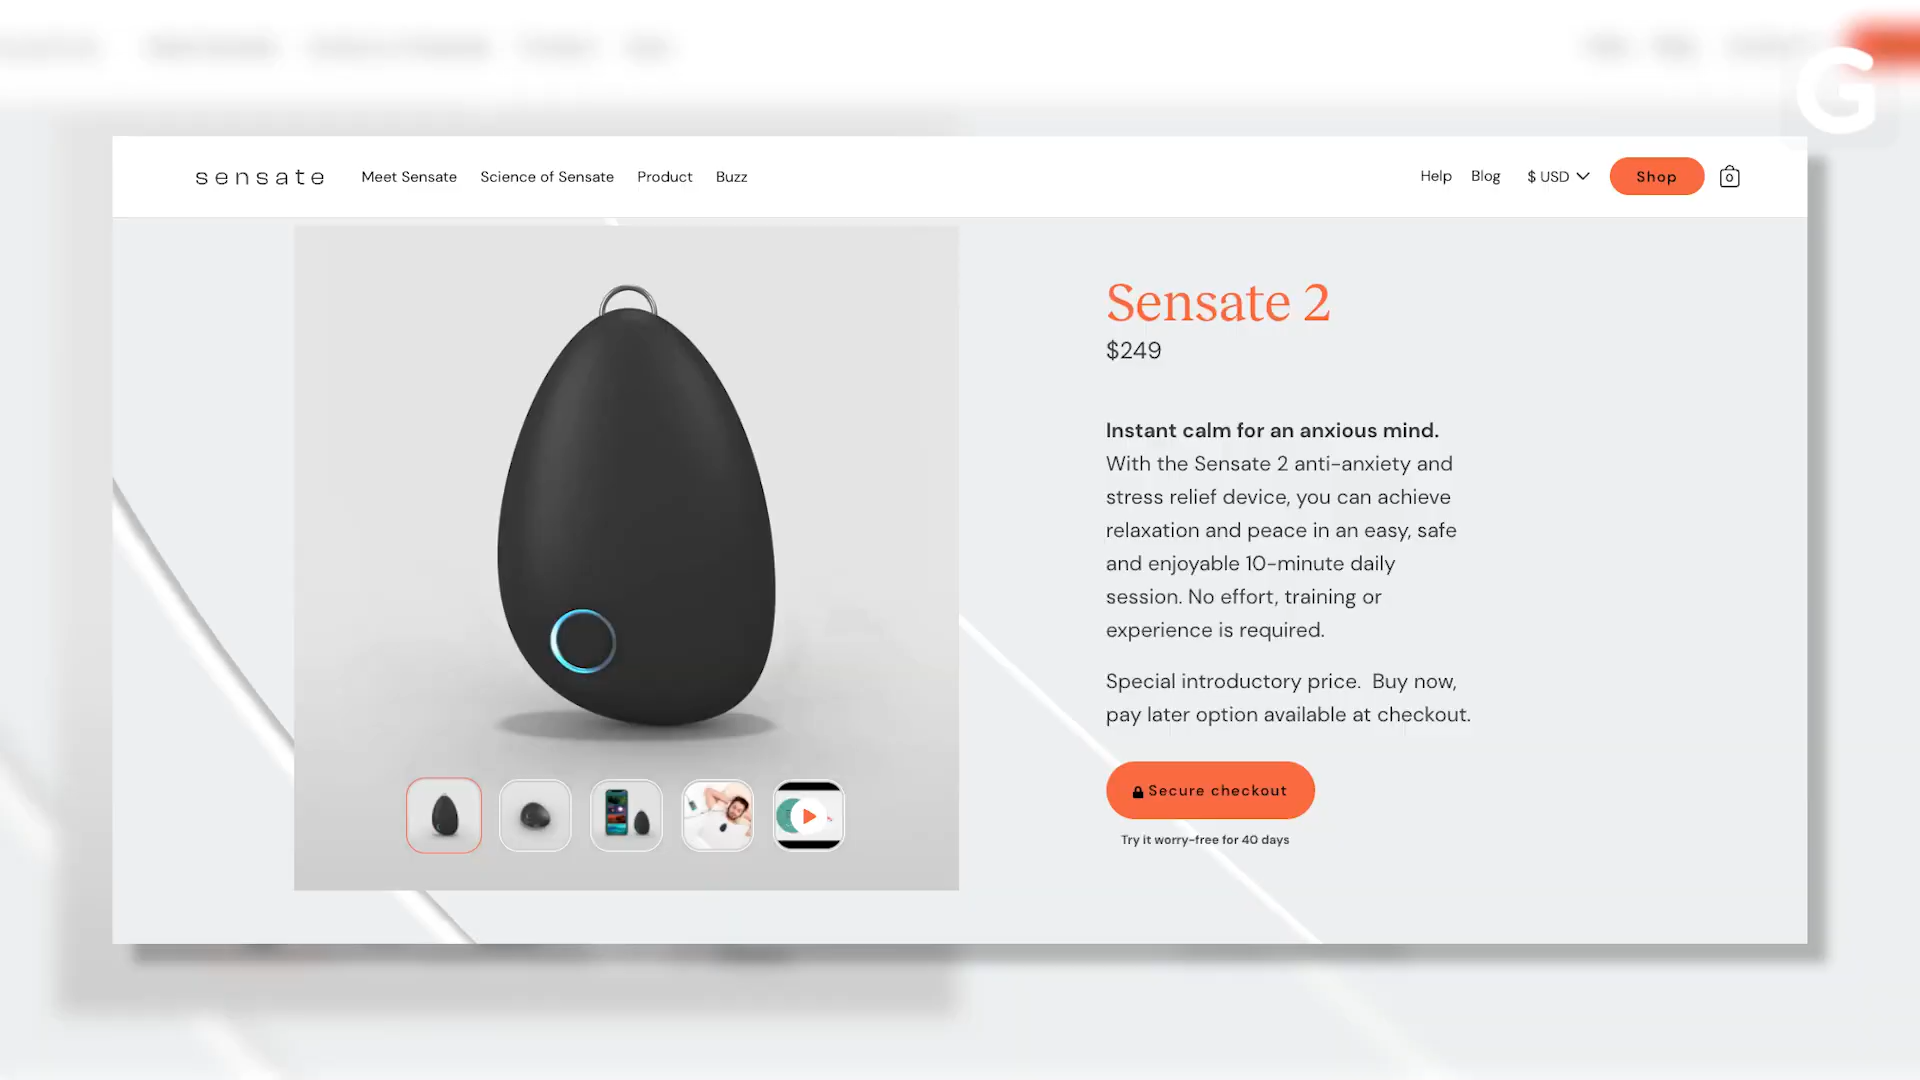 G
sensate Meet Sensate Science of Sensate Product Buzz Help Blog $ USD Shop 0
Sensate 2
$249
Instant calm for an anxious mind.
With the Sensate 2 anti-anxiety and
stress relief device, you can achieve
relaxation and peace in an easy, safe
and enjoyable 10-minute daily
session. No effort, training or
experience is required.
Special introductory price. Buy now,
pay later option available at checkout.
Secure checkout
Try it worry-free for 40 days